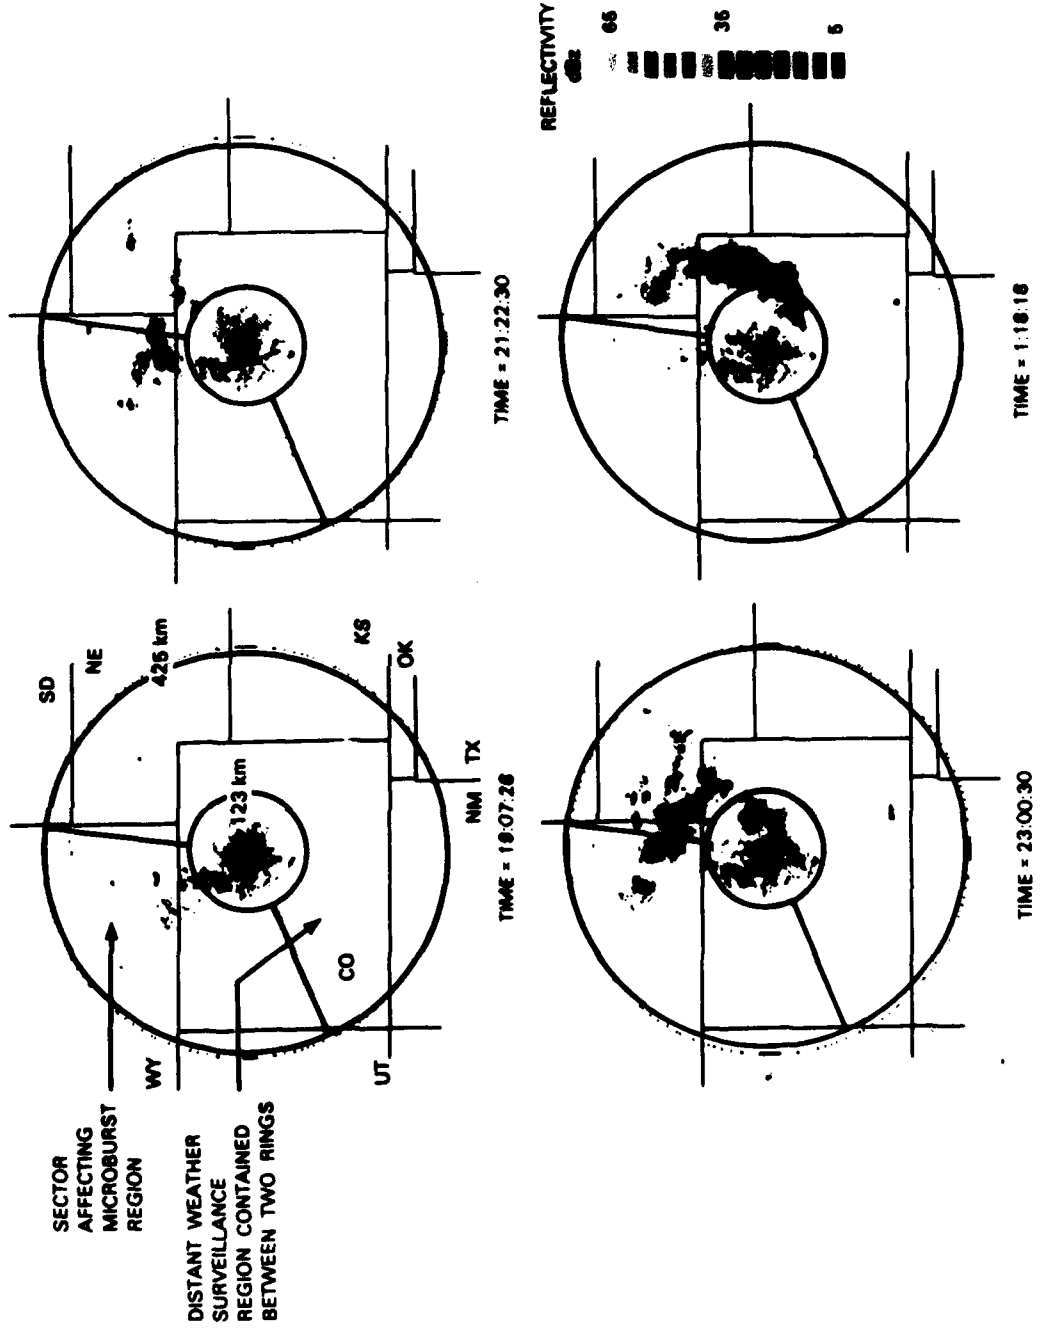 SECTOR
AFFECTING
MICROBURST
REGION
DISTANT WEATHER
SURVEILLANCE
REGION CONTAINED
BETWEEN TWO RINGS
WY
UT
CO
SD
NE
425 km
123 km
KS
OK
NM
TX
TIME =
TIME = 21:22:30
TIME = 23:00:30
TIME = 1:18:18
REFLECTIVITY
dBz
65
35
5